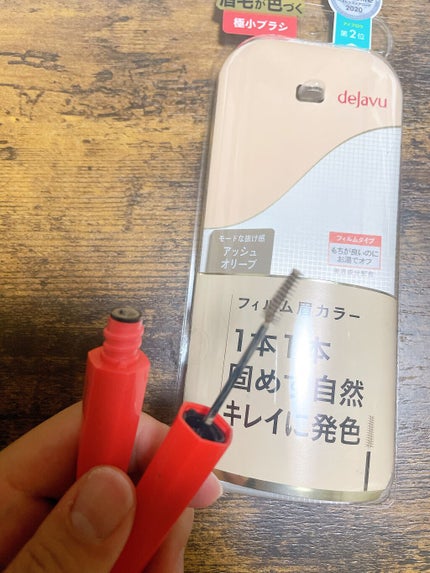 眉毛が色づく
極小ブラシ
2020
第2位
dejavu
モードな抜け感
アッシュ
オリーブ
フィルムタイプ
もちが良いのに
お湯でオフ
フィルム眉カラー
1本1本
固めず自然
キレイに発色